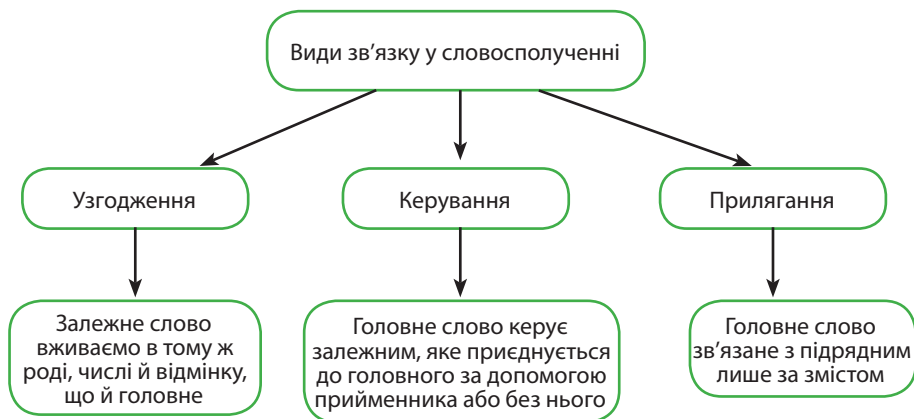 Види зв’язку у словосполученні
Узгодження
Керування
Прилягання
Залежне слово
вживаємо в тому ж
роді, числі й відмінку,
що й головне
Головне слово керує
залежним, яке приєднується
до головного за допомогою
прийменника або без нього
Головне слово
зв’язане з підрядним
лише за змістом